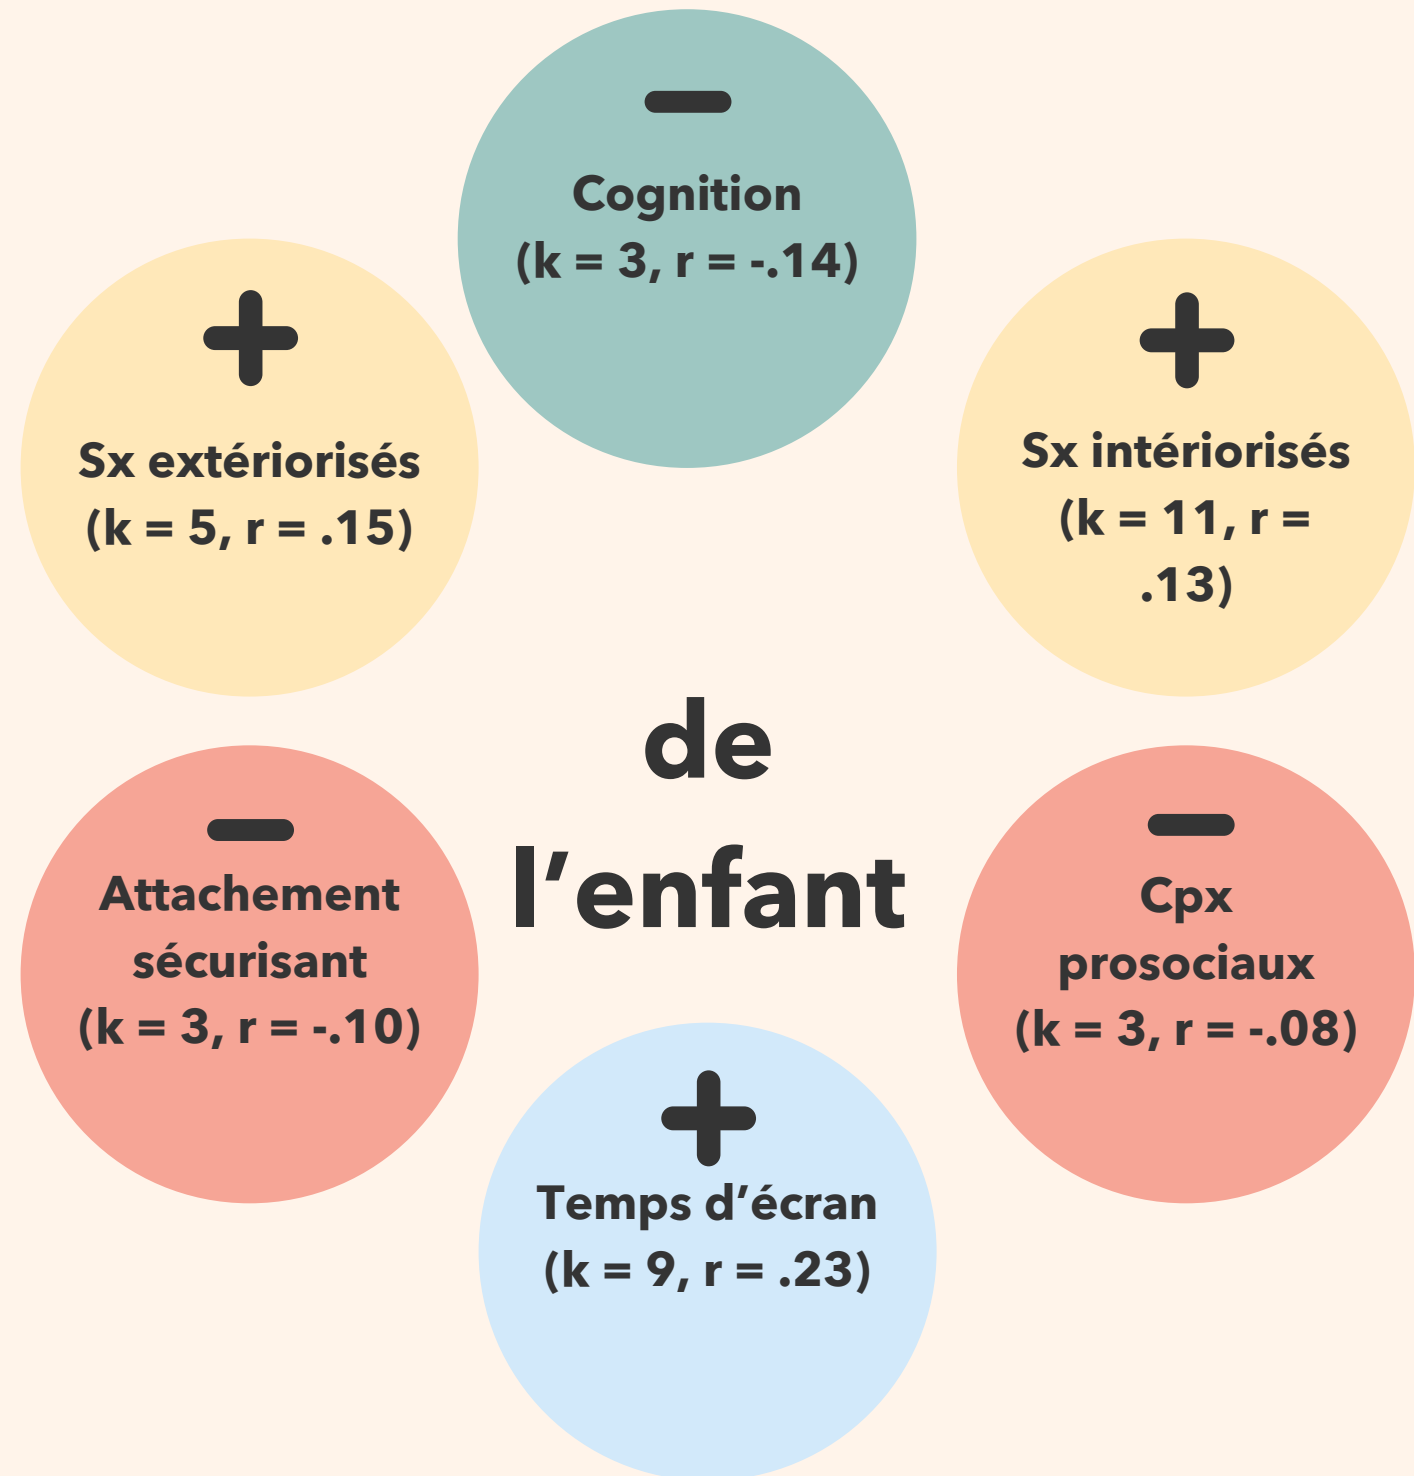 Cognition
(k = 3, r = -.14)
Sx extériorisés
(k = 5, r = .15)
Sx intériorisés
(k = 11, r =
.13)
de
l’enfant
Attachement
sécurisant
(k = 3, r = -.10)
Cpx
prosociaux
(k = 3, r = -.08)
Temps d’écran
(k = 9, r = .23)